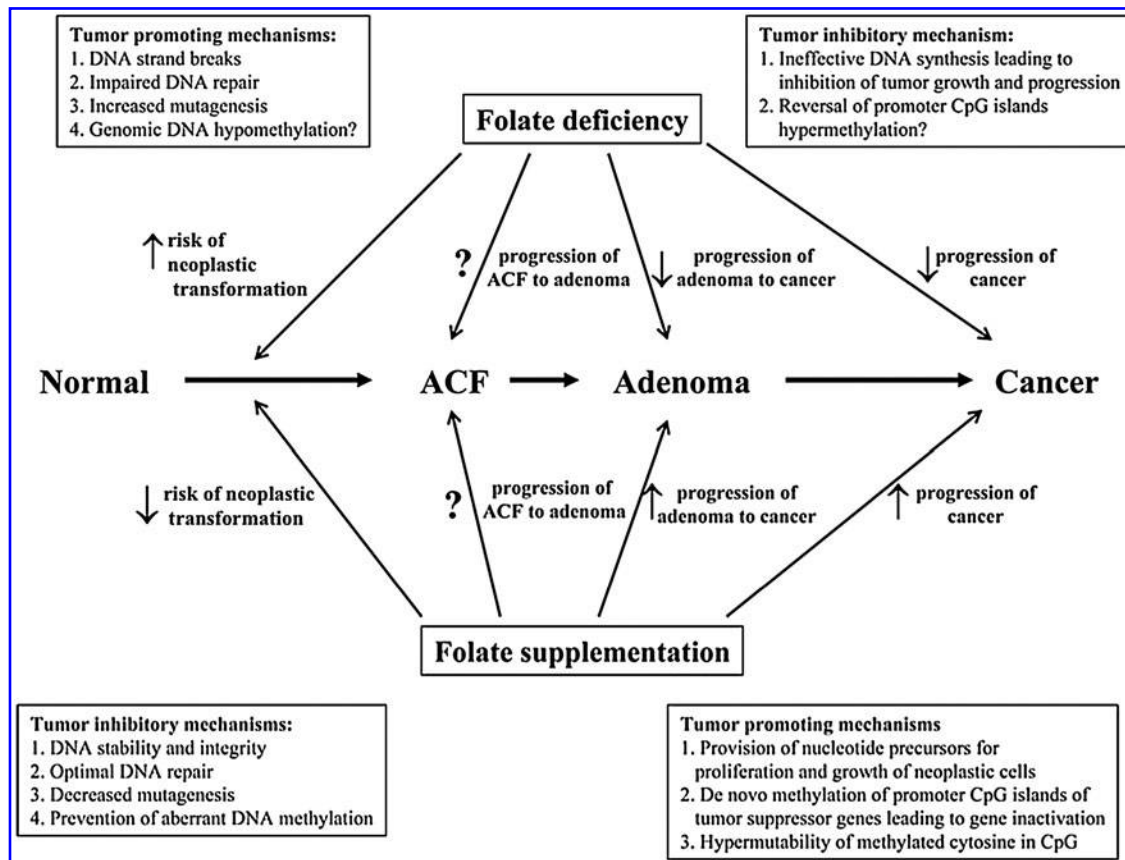 Tumor promoting mechanisms:
1. DNA strand breaks
2. Impaired DNA repair
3. Increased mutagenesis
4. Genomic DNA hypomethylation?
Tumor inhibitory mechanism:
1. Ineffective DNA synthesis leading to
inhibition of tumor growth and progression
2. Reversal of promoter CpG islands
hypermethylation?
Folate deficiency
↑ risk of
neoplastic
transformation
? progression of
ACF to adenoma
↓ progression of
adenoma to cancer
↓ progression of
cancer
Normal
ACF
Adenoma
Cancer
↓ risk of neoplastic
transformation
? progression of
ACF to adenoma
↑ progression of
adenoma to cancer
↑ progression of
cancer
Folate supplementation
Tumor inhibitory mechanisms:
1. DNA stability and integrity
2. Optimal DNA repair
3. Decreased mutagenesis
4. Prevention of aberrant DNA methylation
Tumor promoting mechanisms
1. Provision of nucleotide precursors for
proliferation and growth of neoplastic cells
2. De novo methylation of promoter CpG islands of
tumor suppressor genes leading to gene inactivation
3. Hypermutability of methylated cytosine in CpG